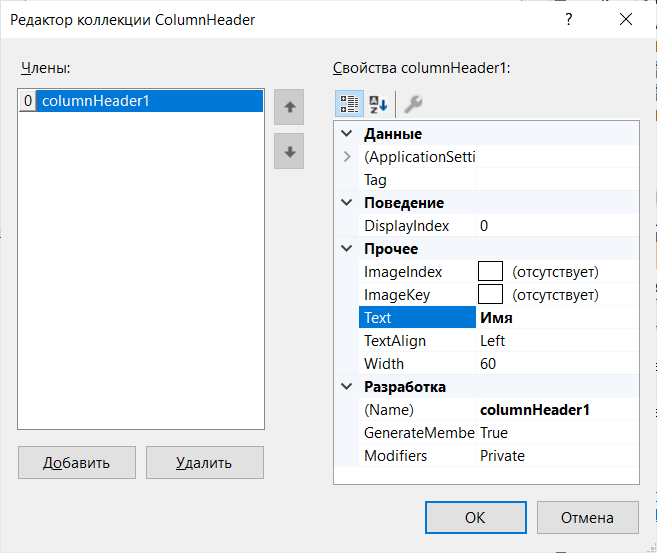 Редактор коллекции ColumnHeader
Члены:
0 columnHeader1
Добавить
Удалить
Свойства columnHeader1:
Данные
(ApplicationSetti
Tag
Поведение
DisplayIndex 0
Прочее
ImageIndex (отсутствует)
ImageKey (отсутствует)
Text Имя
TextAlign Left
Width 60
Разработка
(Name) columnHeader1
GenerateMembe True
Modifiers Private
OK
Отмена